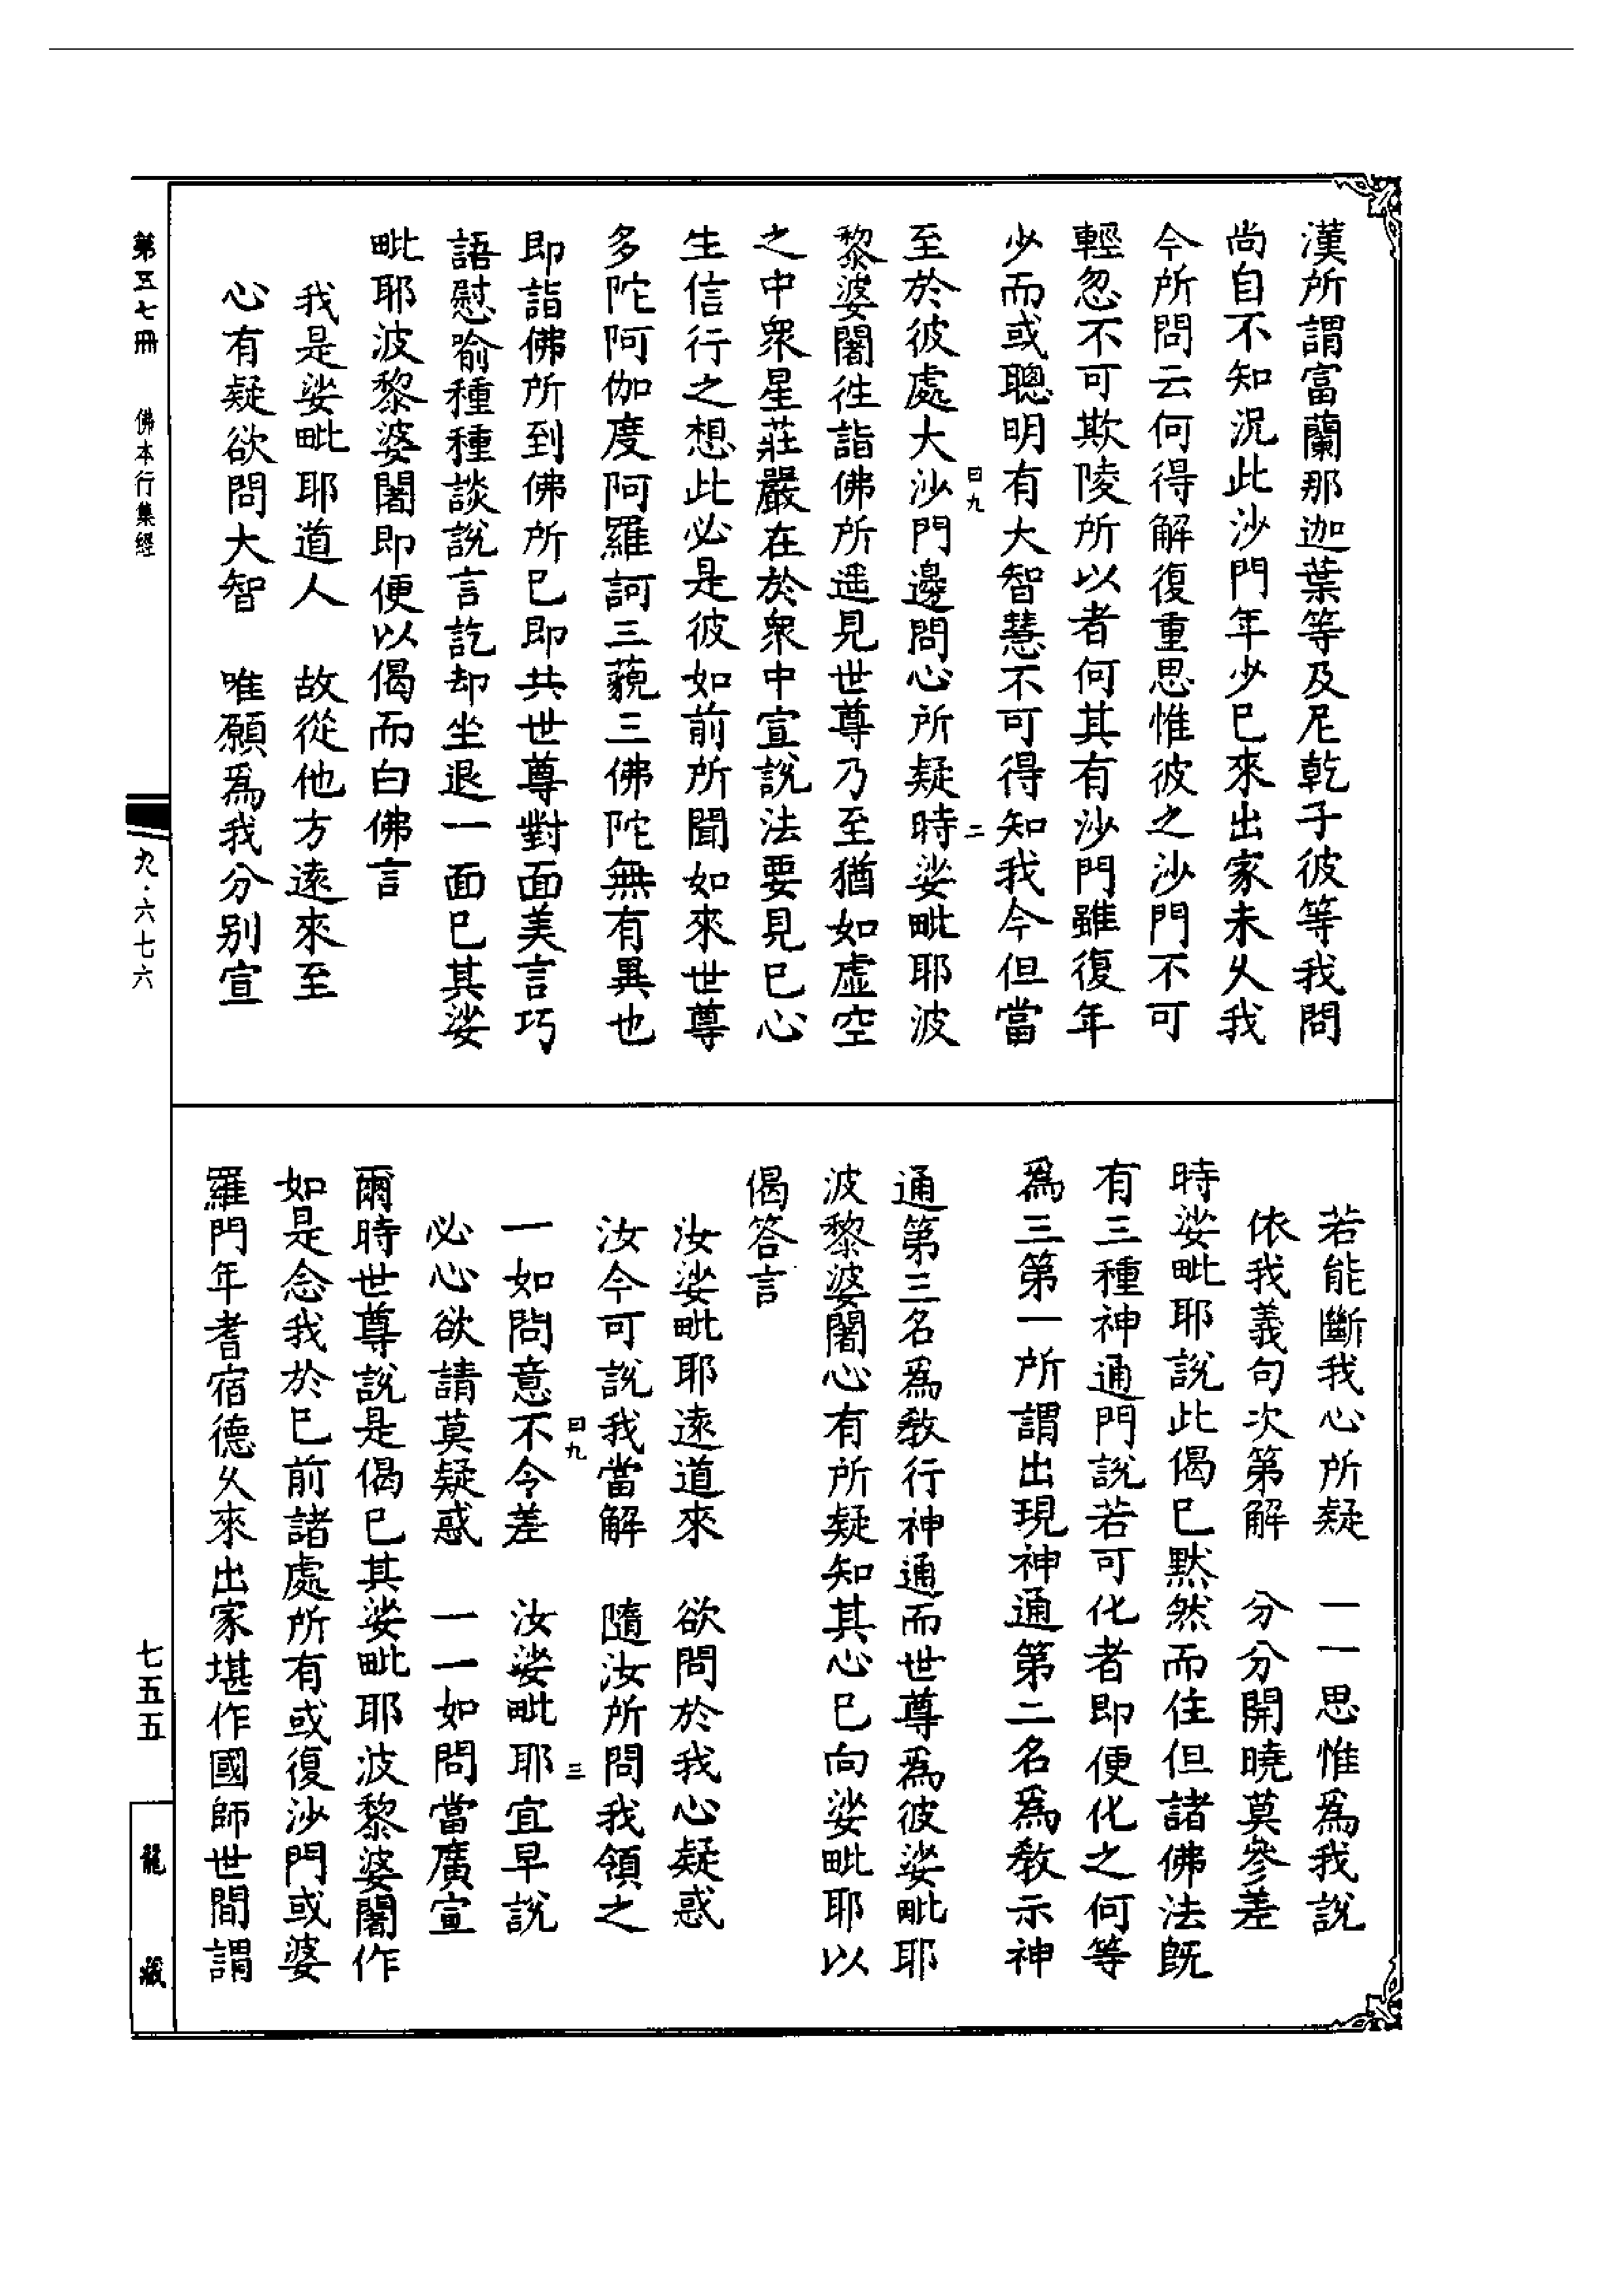 漢所謂富蘭那迦葉等及尼乾子彼等我問
尚自不知況此沙門年少已來出家未久我
今所問云何得解復重思惟彼之沙門不可
輕忽不可欺陵所以者何其有沙門雖復年
少而或聰明有大智慧不可得知我今但當
曰九
二
至於彼處大沙門邊問心所疑時娑毗耶波
黎婆闍徃詣佛所遥見世尊乃至猶如虛空
之中衆星莊嚴在於衆中宣說法要見已心
生信行之想此必是彼如前所聞如來世尊
多陀阿伽度阿羅訶三藐三佛陀無有異也
即詣佛所到佛所已即共世尊對面美言巧
語慰喻種種談說言訖却坐退一面已其娑
毗耶波黎婆闍即便以偈而白佛言
我是娑毗耶道人　故從他方遠來至
心有疑欲問大智　唯願爲我分别宣
若能斷我心所疑　一一思惟爲我說
依我義句次第解　分分開曉莫參差
時娑毗耶說此偈已默然而住但諸佛法旣
有三種神通門說若可化者即便化之何等
爲三第一所謂出現神通第二名爲教示神
通第三名爲教行神通而世尊爲彼娑毗耶
波黎婆闍心有所疑知其心已向娑毗耶以
偈答言
汝娑毗耶遠道來　欲問於我心疑惑
汝今可說我當解　隨汝所問我領之
曰九
三
一如問意不令差　汝娑毗耶宜早說
必心欲請莫疑惑　一一如問當廣宣
爾時世尊說是偈已其娑毗耶波黎婆闍作
如是念我於已前諸處所有或復沙門或婆
羅門年耆宿德久來出家堪作國師世間謂
第五七冊　佛本行集經
九·六七六
七五五
龍藏